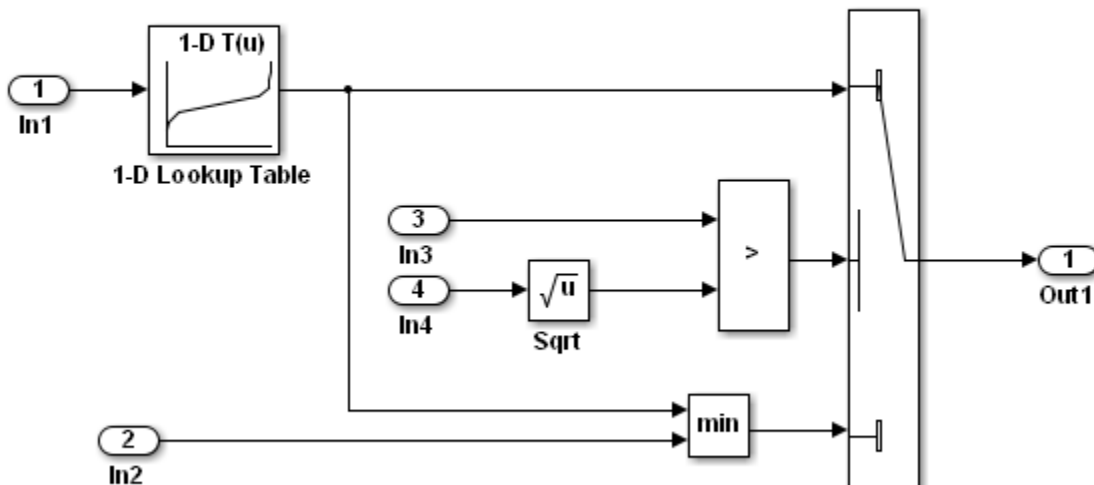 1-D T(u)
1
In1
1-D Lookup Table
3
In3
>
4
In4
√u
Sqrt
1
Out1
min
2
In2